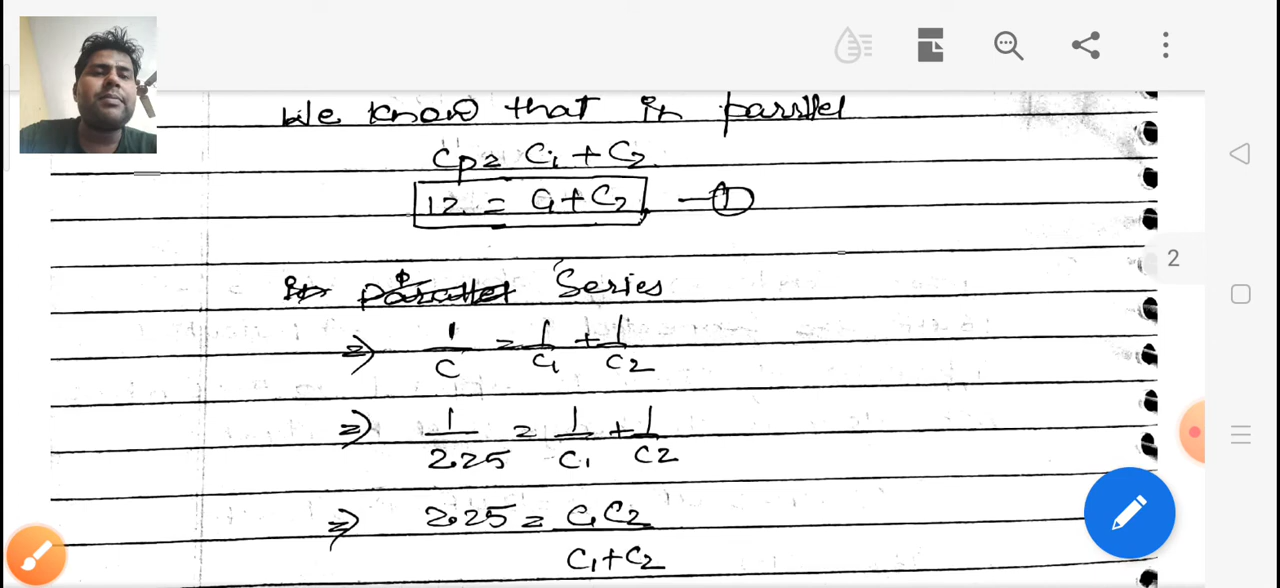 We know that in parallel
Cp = C1 + C2
12 = C1 + C2 — ①
Series
⇒ 1/C = 1/C1 + 1/C2
2
⇒ 1/2.25 = 1/C1 + 1/C2
⇒ 2.25 = C1C2/C1+C2